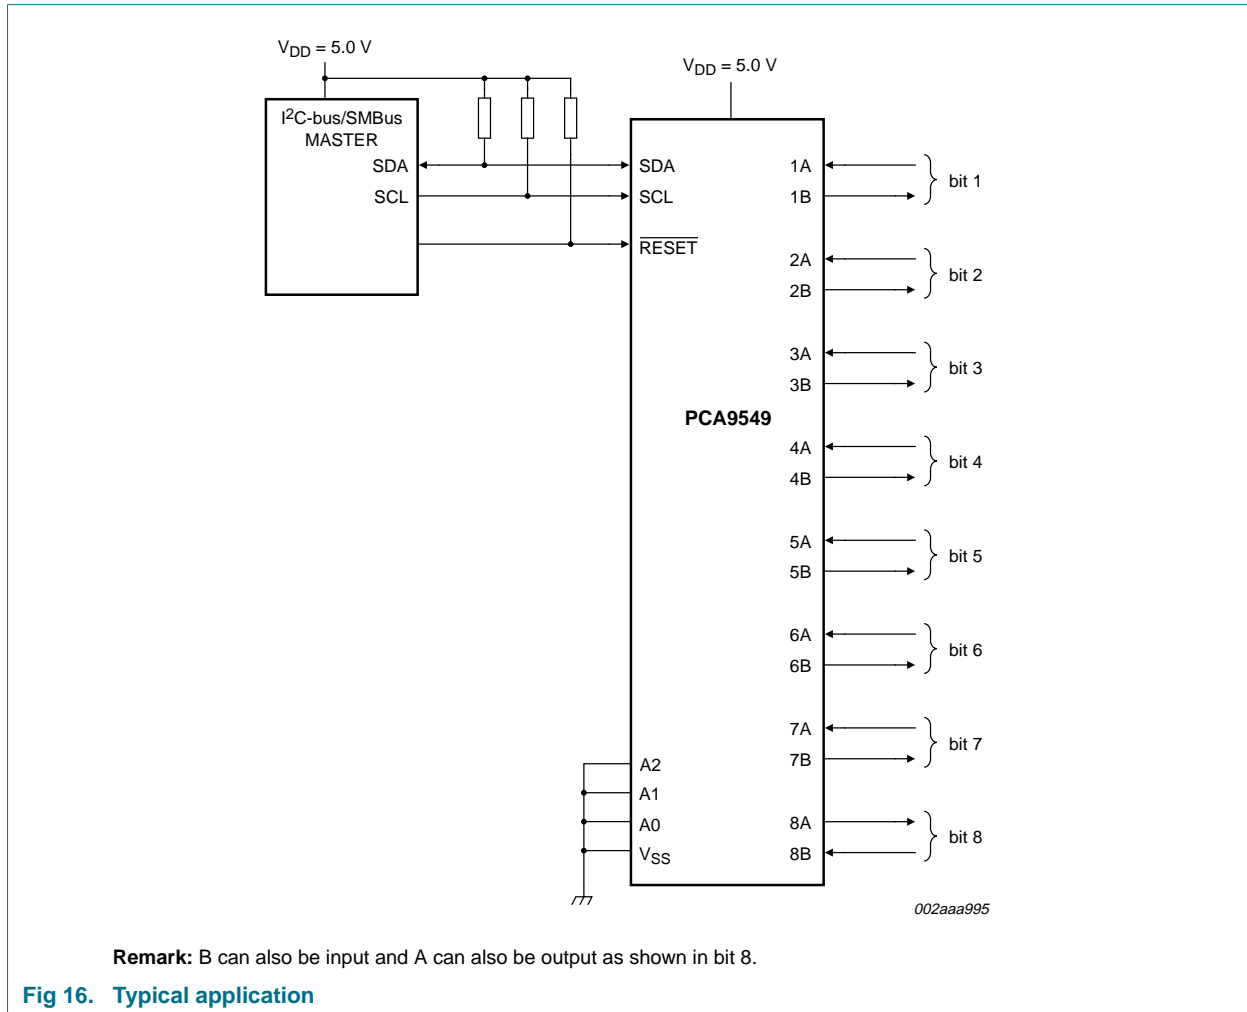 V_DD = 5.0 V
V_DD = 5.0 V
I²C-bus/SMBus
MASTER
SDA
SCL
SDA
SCL
RESET
1A
1B
bit 1
2A
2B
bit 2
3A
3B
bit 3
PCA9549
4A
4B
bit 4
5A
5B
bit 5
6A
6B
bit 6
7A
7B
bit 7
A2
A1
A0
V_SS
8A
8B
bit 8
002aaa995
Remark: B can also be input and A can also be output as shown in bit 8.
Fig 16. Typical application